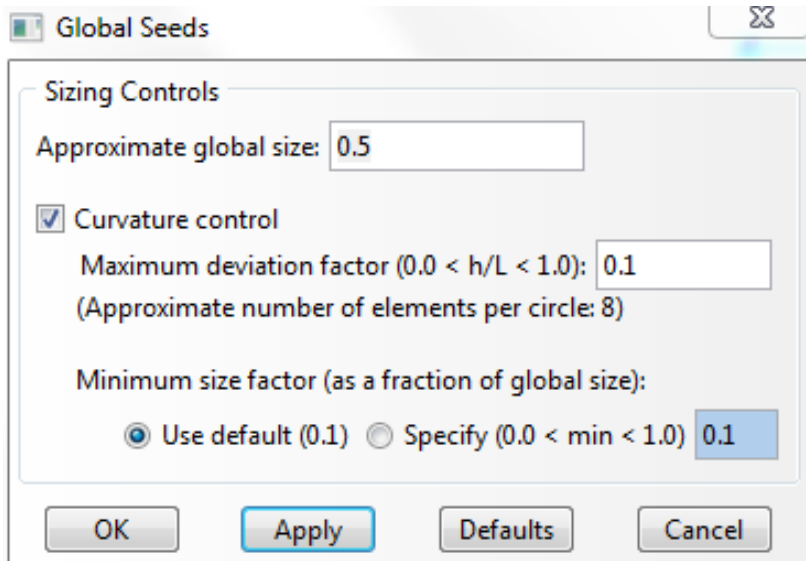 Global Seeds
Sizing Controls
Approximate global size: 0.5
Curvature control
Maximum deviation factor (0.0 < h/L < 1.0): 0.1
(Approximate number of elements per circle: 8)
Minimum size factor (as a fraction of global size):
Use default (0.1) Specify (0.0 < min < 1.0) 0.1
OK Apply Defaults Cancel